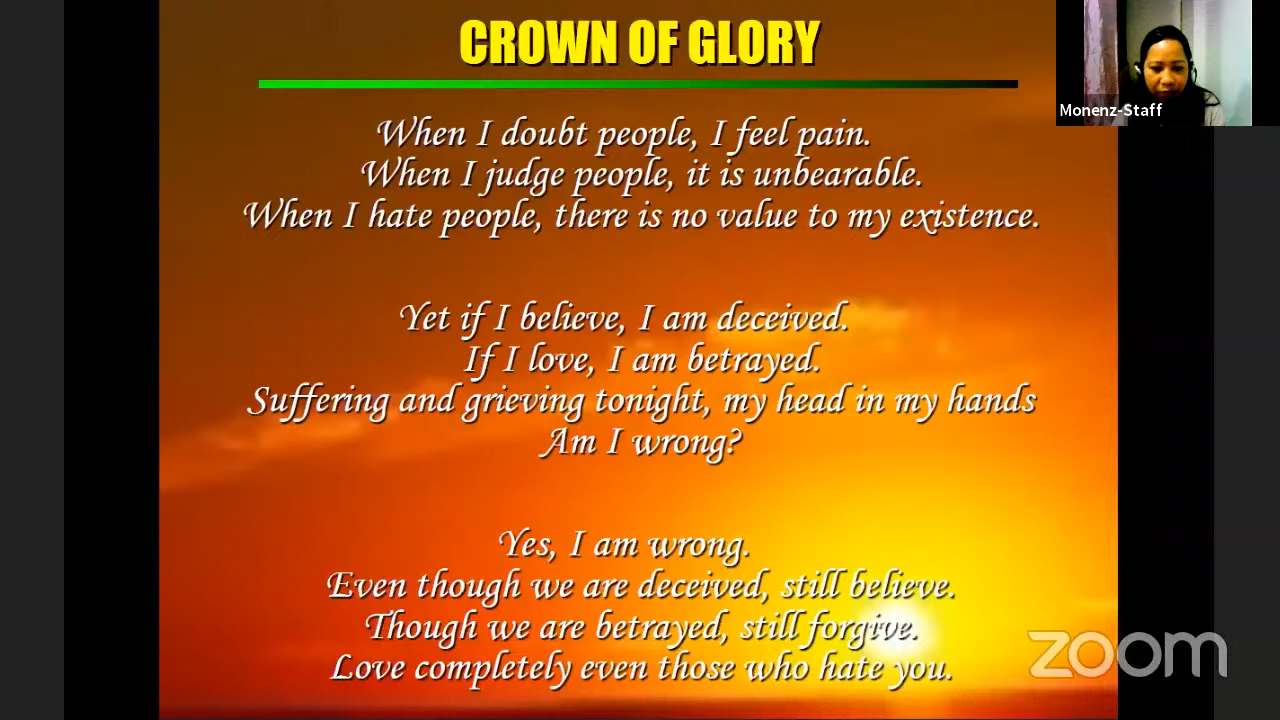 CROWN OF GLORY
Monenz-Staff
When I doubt people, I feel pain.
When I judge people, it is unbearable.
When I hate people, there is no value to my existence.
Yet if I believe, I am deceived.
If I love, I am betrayed.
Suffering and grieving tonight, my head in my hands
Am I wrong?
Yes, I am wrong.
Even though we are deceived, still believe.
Though we are betrayed, still forgive.
Love completely even those who hate you.
zoom